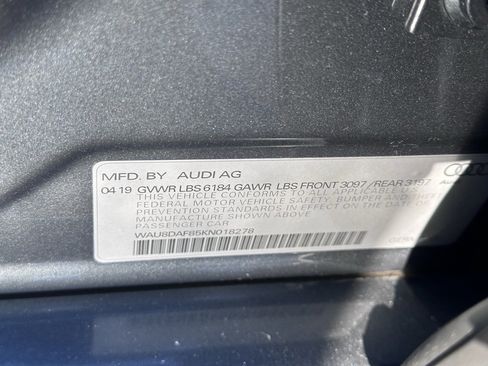 MFD. BY AUDI AG
04 19 GVWR LBS 6184 GAWR LBS FRONT 3097 / REAR 3197
THIS VEHICLE CONFORMS TO ALL APPLICABLE U.S.
FEDERAL MOTOR VEHICLE SAFETY, BUMPER AND THEFT
PREVENTION STANDARDS IN EFFECT ON THE DATE OF
MANUFACTURE SHOWN ABOVE.
PASSENGER CAR
WAU8DAF85KN018278